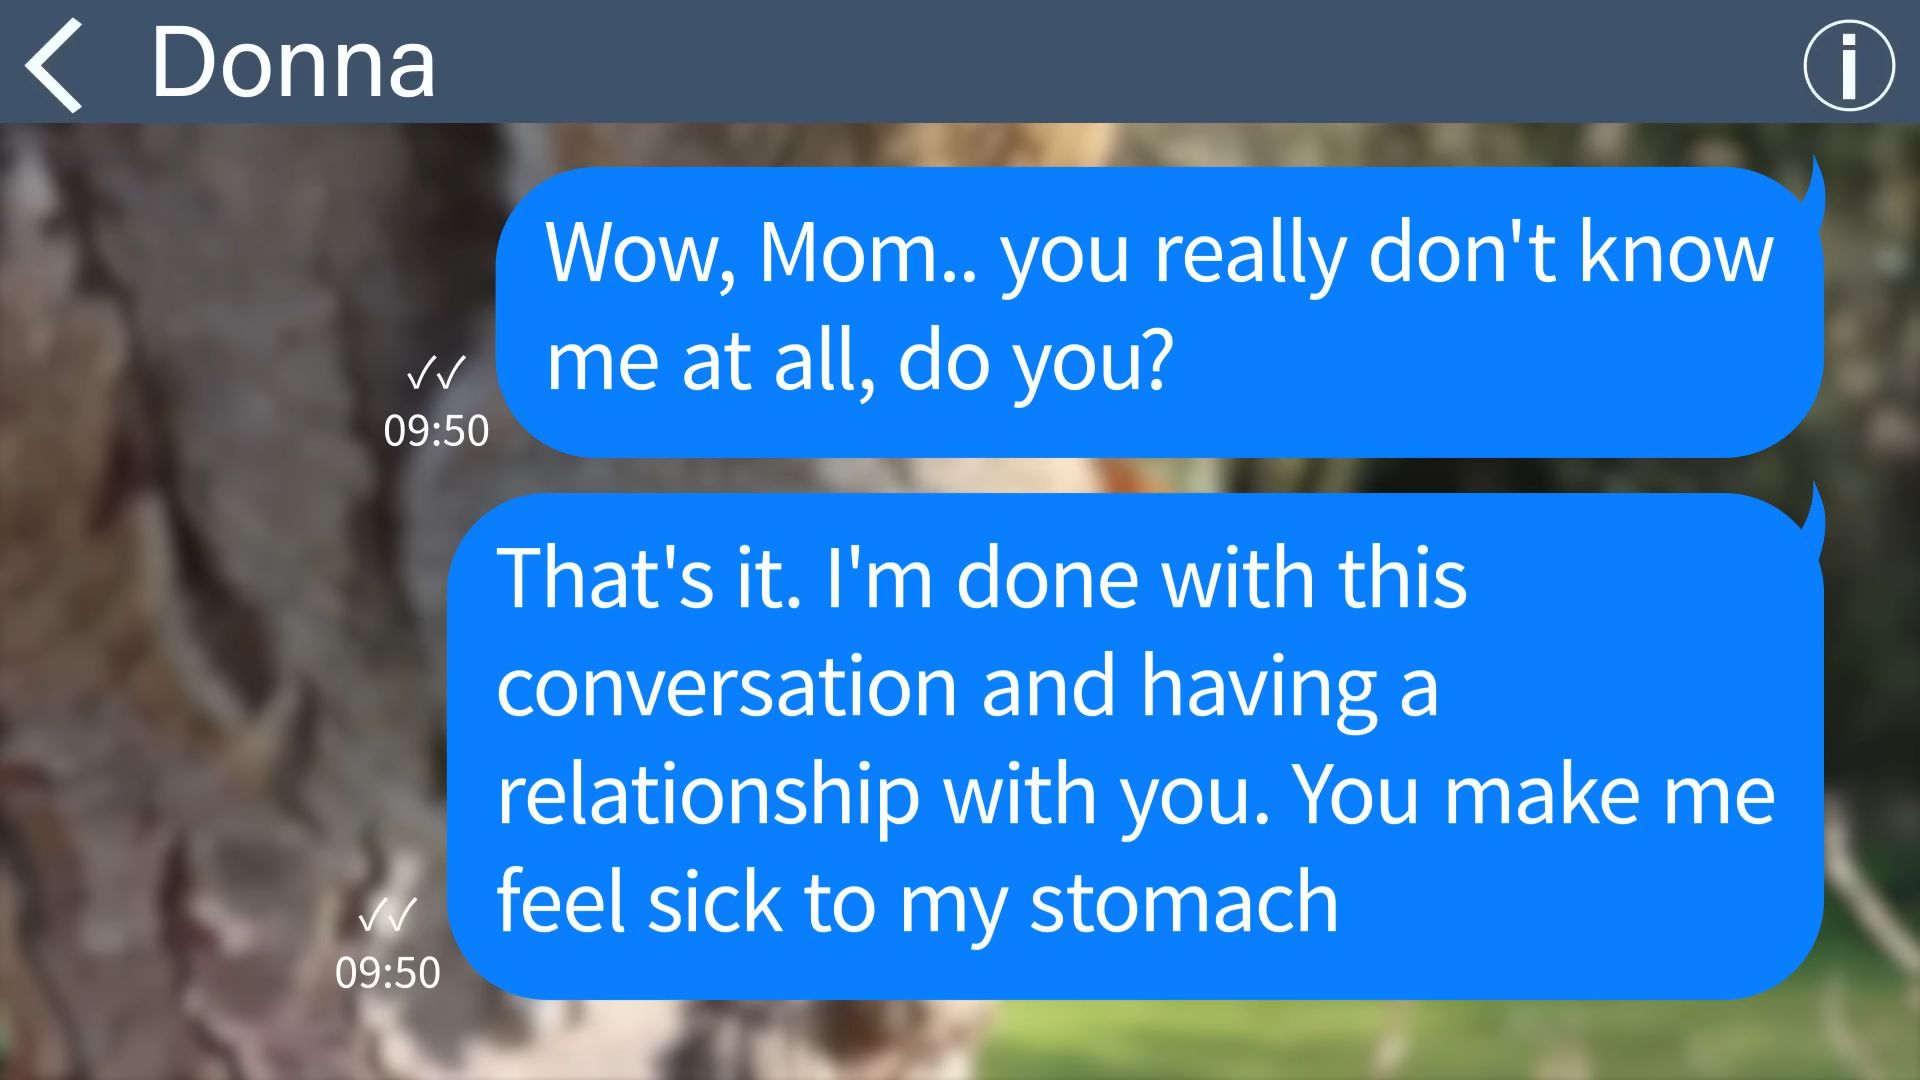 Donna
Wow, Mom.. you really don't know
me at all, do you?
✓✓
09:50
That's it. I'm done with this
conversation and having a
relationship with you. You make me
feel sick to my stomach
✓✓
09:50